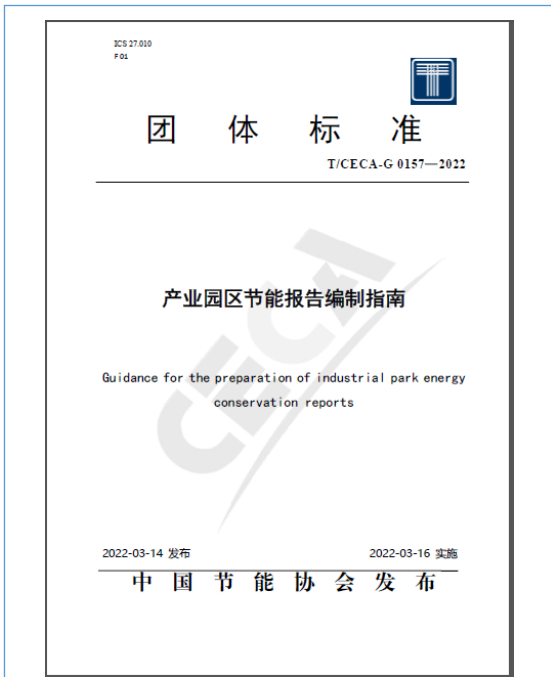 ICS 27.010
F 01
团 体 标 准
T/CECA-G 0157—2022
产业园区节能报告编制指南
CECA
Guidance for the preparation of industrial park energy
conservation reports
2022-03-14 发布 2022-03-16 实施
中 国 节 能 协 会 发 布